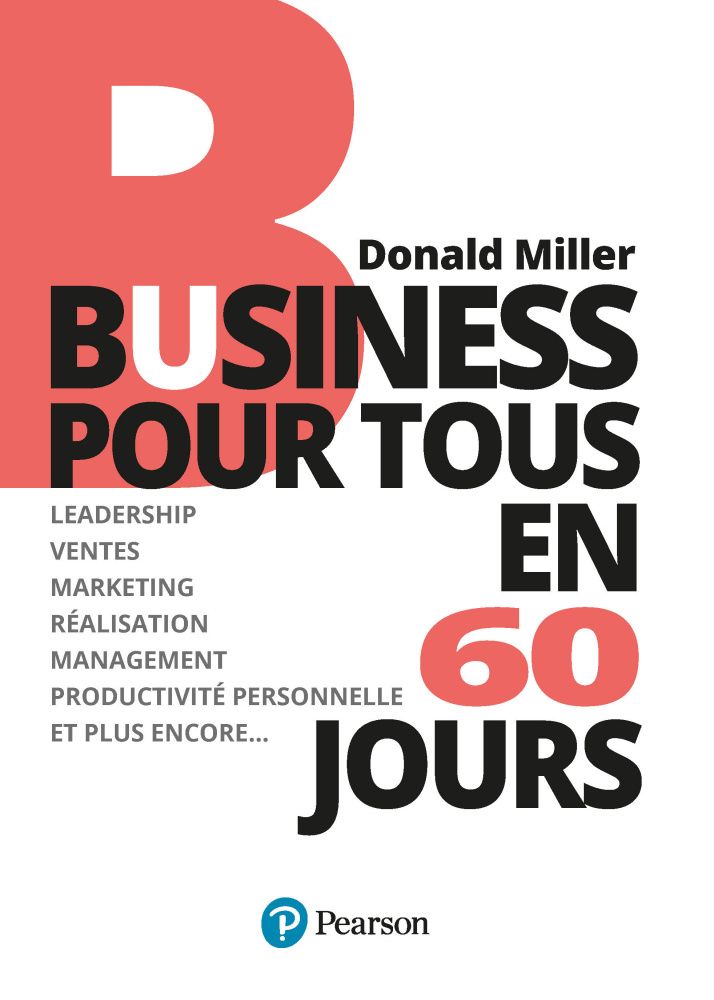 B
Donald Miller
BUSINESS
POUR TOUS
EN
60
JOURS
LEADERSHIP
VENTES
MARKETING
RÉALISATION
MANAGEMENT
PRODUCTIVITÉ PERSONNELLE
ET PLUS ENCORE...
P Pearson